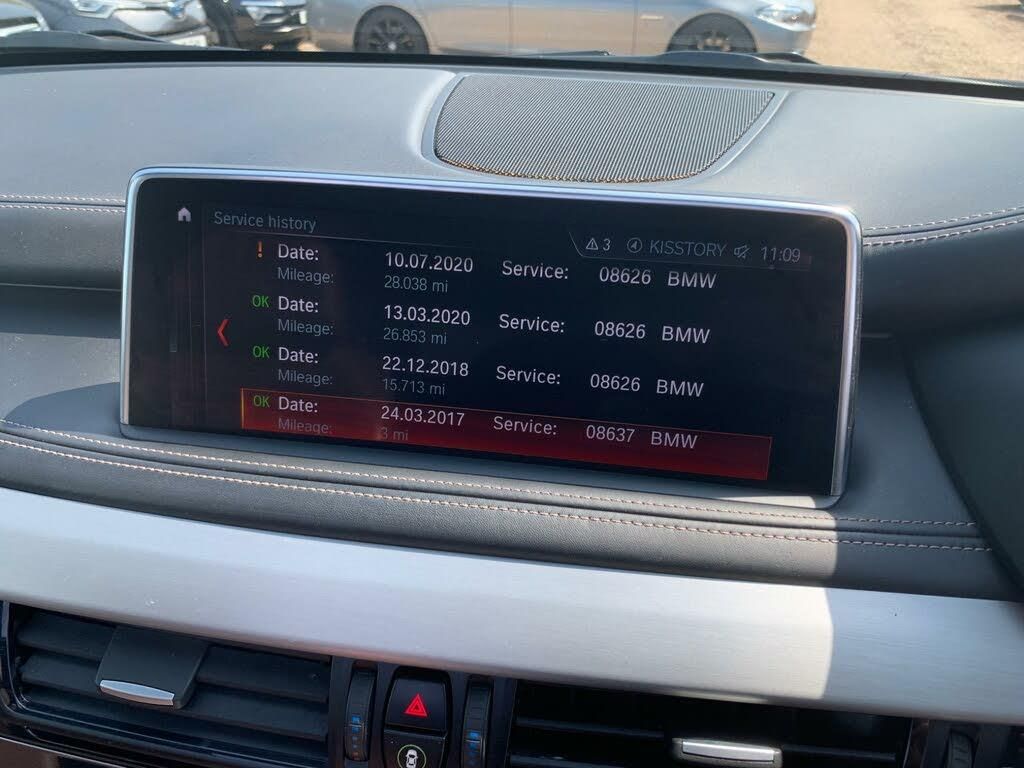 Service history
3 KISSTORY 11:09
! Date: 10.07.2020 Service: 08626 BMW
Mileage: 28.038 mi
OK Date: 13.03.2020 Service: 08626 BMW
Mileage: 26.853 mi
OK Date: 22.12.2018 Service: 08626 BMW
Mileage: 15.713 mi
OK Date: 24.03.2017 Service: 08637 BMW
Mileage: 3 mi